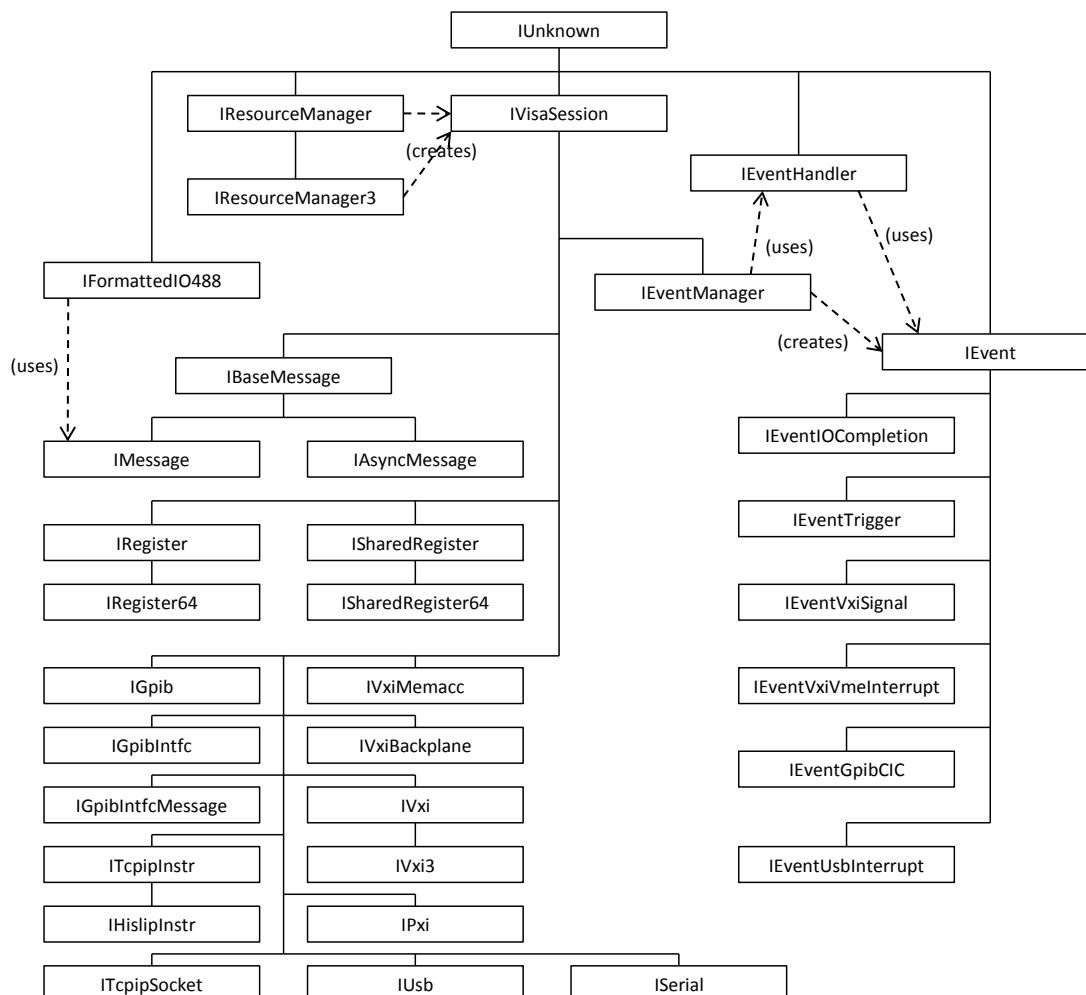 IUnknown
IResourceManager
IVisaSession
(creates)
IEventHandler
IResourceManager3
(uses)
(uses)
IFormattedIO488
IEventManager
(creates)
IEvent
(uses)
IBaseMessage
IEventIOCompletion
IMessage
IAsyncMessage
IEventTrigger
IRegister
ISharedRegister
IRegister64
ISharedRegister64
IEventVxiSignal
IGpib
IVxiMemacc
IEventVxiVmeInterrupt
IGpibIntfc
IVxiBackplane
IEventGpibCIC
IGpibIntfcMessage
IVxi
ITcpipInstr
IVxi3
IEventUsbInterrupt
IHislipInstr
IPxi
ITcpipSocket
IUsb
ISerial